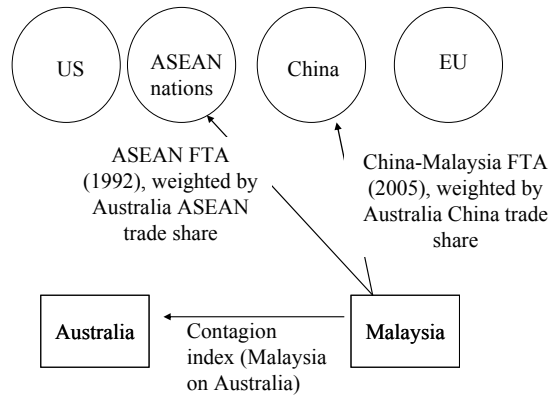 US
ASEAN
nations
China
EU
ASEAN FTA
(1992), weighted by
Australia ASEAN
trade share
China-Malaysia FTA
(2005), weighted by
Australia China trade
share
Australia
Contagion
index (Malaysia
on Australia)
Malaysia